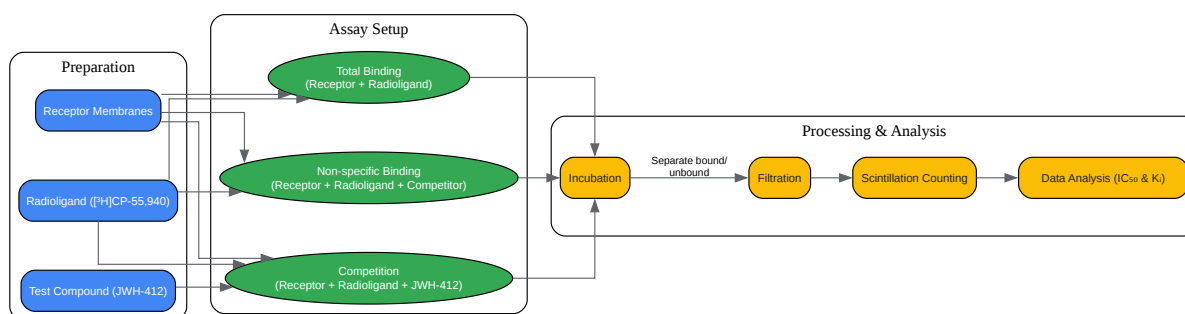 Preparation
Receptor Membranes
Radioligand ([³H]CP-55,940)
Test Compound (JWH-412)
Assay Setup
Total Binding
(Receptor + Radioligand)
Non-specific Binding
(Receptor + Radioligand + Competitor)
Competition
(Receptor + Radioligand + JWH-412)
Processing & Analysis
Incubation
Separate bound/
unbound
Filtration
Scintillation Counting
Data Analysis (IC₅₀ & Kᵢ)